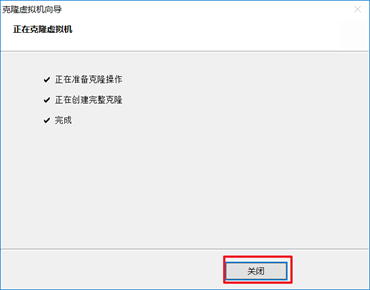 克隆虚拟机向导
正在克隆虚拟机
正在准备克隆操作
正在创建完整克隆
完成
关闭